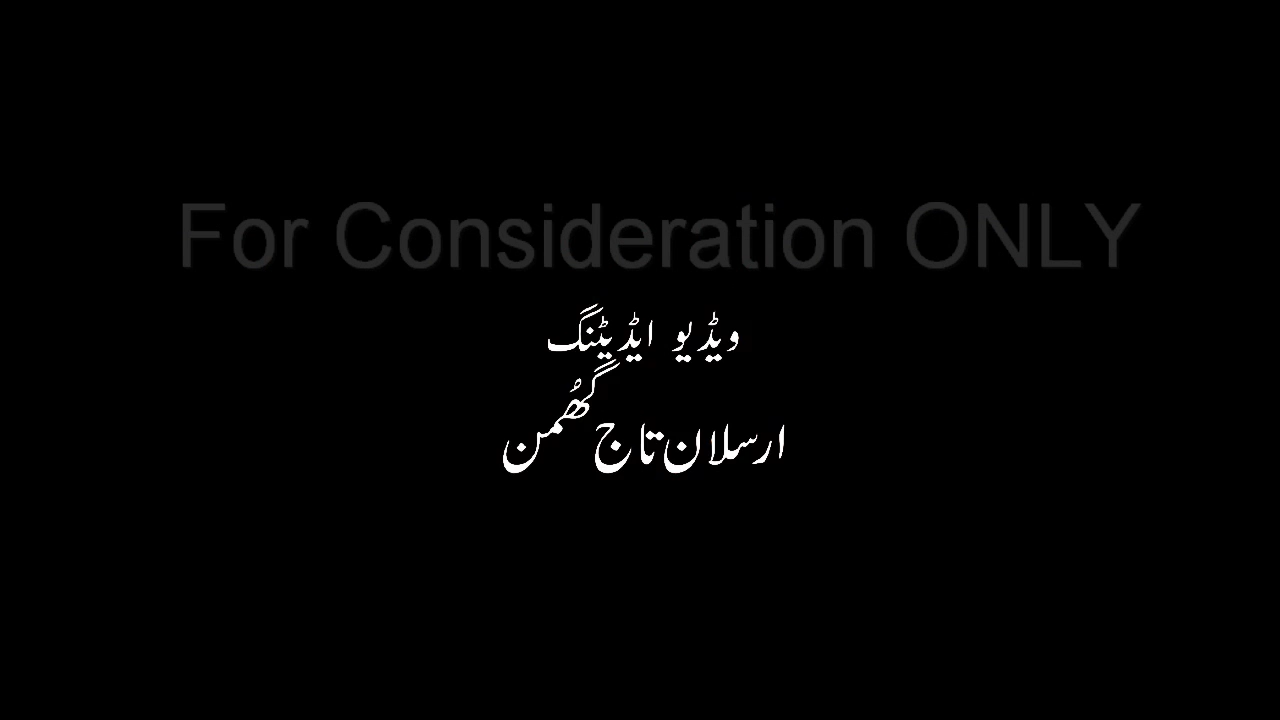 For Consideration ONLY
ویڈیو ایڈیٹنگ
ارسلان تاج گھُمن